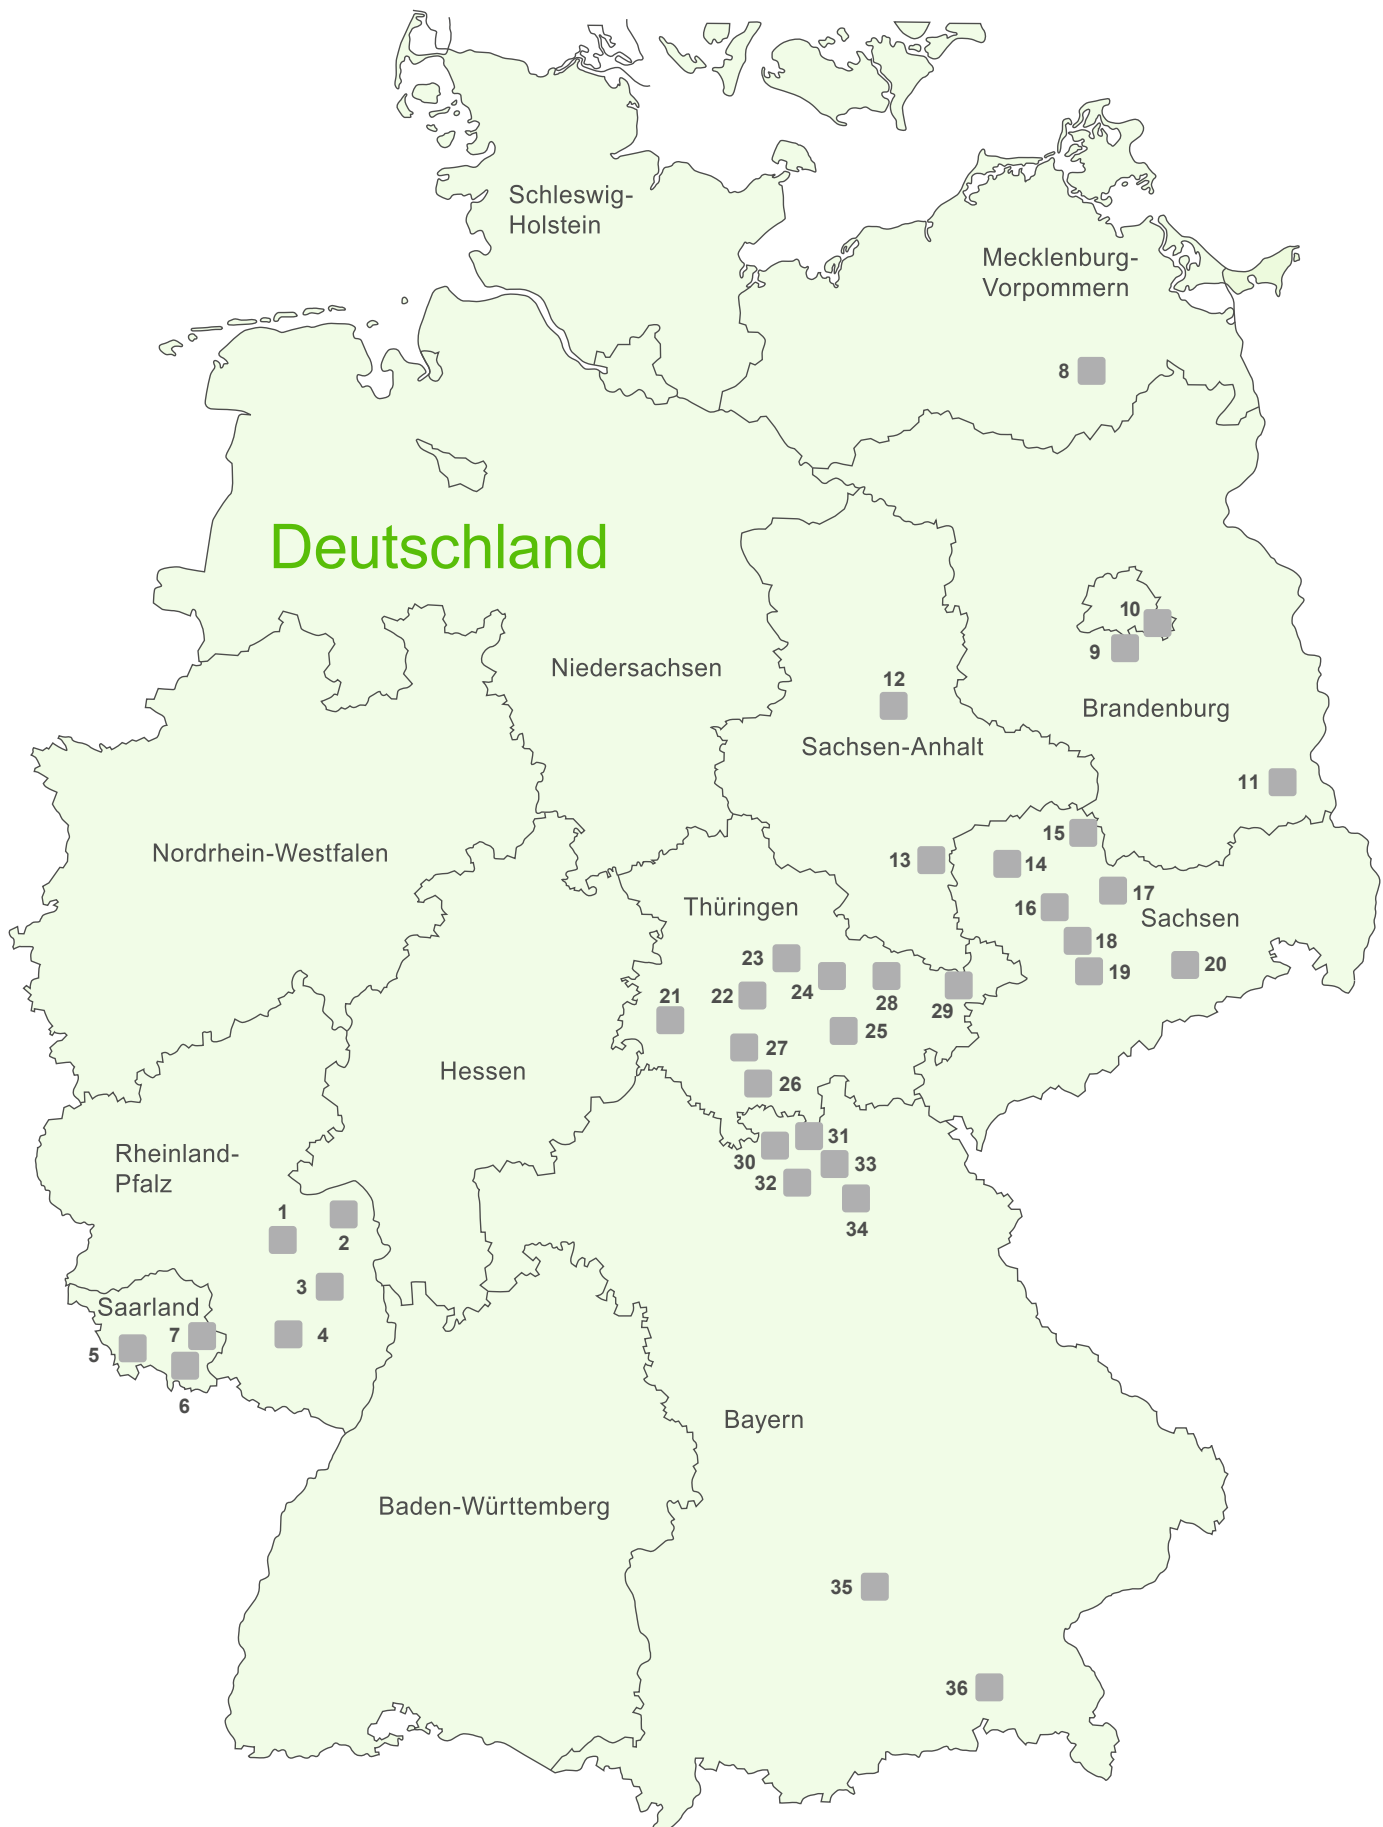 Schleswig-
Holstein
Mecklenburg-
Vorpommern
8
Deutschland
10
9
Niedersachsen
12
Brandenburg
Sachsen-Anhalt
11
15
Nordrhein-Westfalen
13
14
17
Thüringen
16
Sachsen
18
23
20
19
24
21
22
28
29
25
27
Hessen
26
31
Rheinland-
Pfalz
30
33
32
1
34
2
3
Saarland
7
4
5
6
Bayern
Baden-Württemberg
35
36